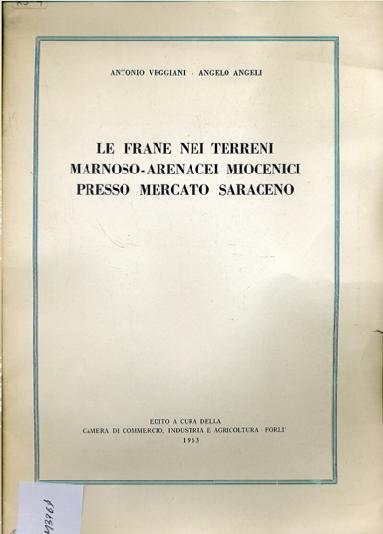 ANTONIO VEGGIANI - ANGELO ANGELI
LE FRANE NEI TERRENI
MARNOSO-ARENACEI MIOCENICI
PRESSO MERCATO SARACENO
EDITO A CURA DELLA
CAMERA DI COMMERCIO, INDUSTRIA E AGRICOLTURA FORLI'
1953